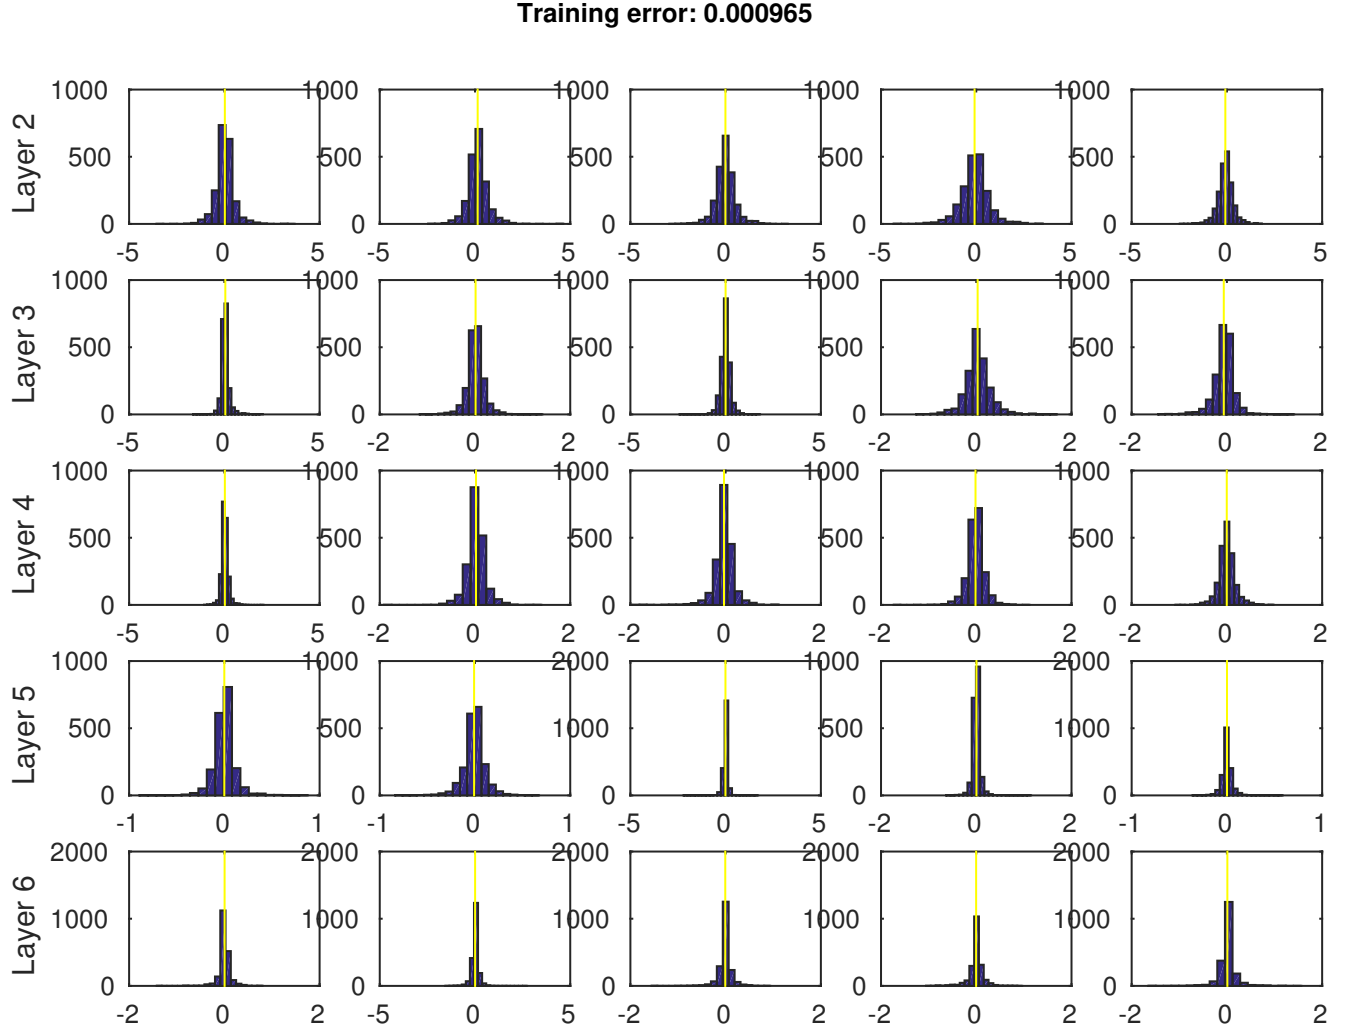 Training error: 0.000965
1000 1000 1000 1000 1000
Layer 2
500 500 500 500 500
0 0 0 0 0
-5 0 5 -5 0 5 -5 0 5 -5 0 5 -5 0 5
1000 1000 1000 1000 1000
Layer 3
500 500 500 500 500
0 0 0 0 0
-5 0 5 -2 0 2 -5 0 5 -2 0 2 -2 0 2
1000 1000 1000 1000 1000
Layer 4
500 500 500 500 500
0 0 0 0 0
-5 0 5 -2 0 2 -2 0 2 -2 0 2 -2 0 2
1000 1000 2000 1000 2000
Layer 5
500 500 1000 500 1000
0 0 0 0 0
-1 0 1 -1 0 1 -5 0 5 -2 0 2 -1 0 1
2000 2000 2000 2000 2000
Layer 6
1000 1000 1000 1000 1000
0 0 0 0 0
-2 0 2 -5 0 5 -2 0 2 -2 0 2 -2 0 2